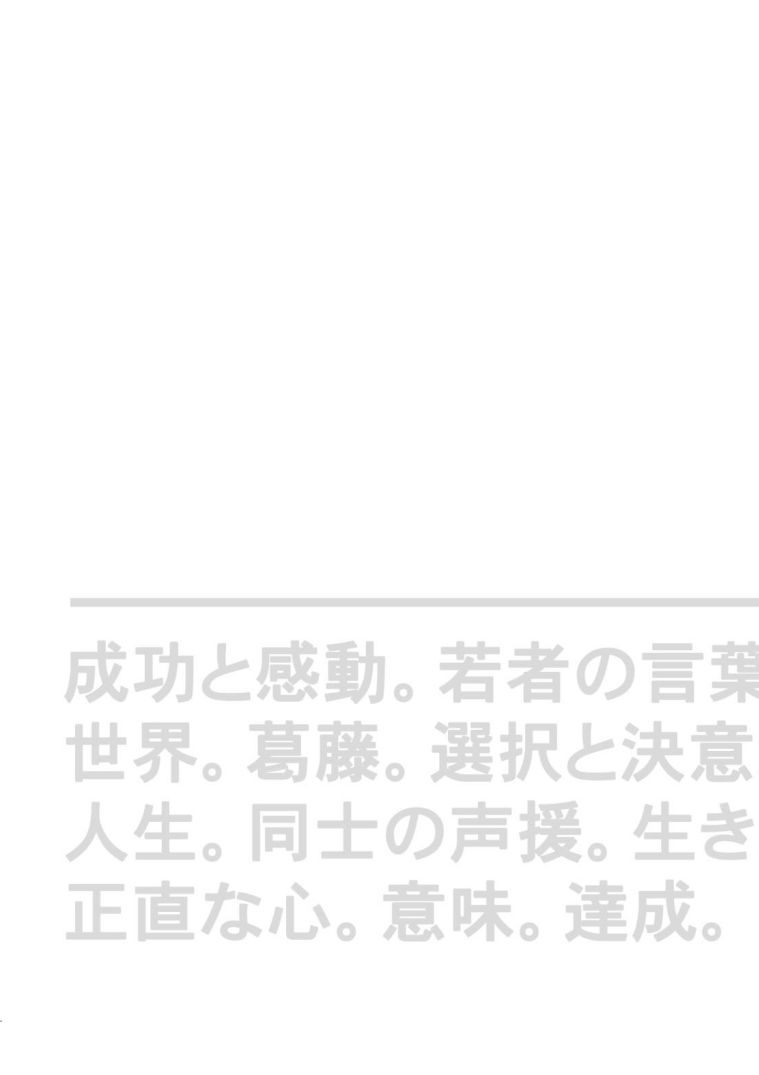 成功と感動。若者の言葉
世界。葛藤。選択と決意
人生。同士の声援。生き
正直な心。意味。達成。